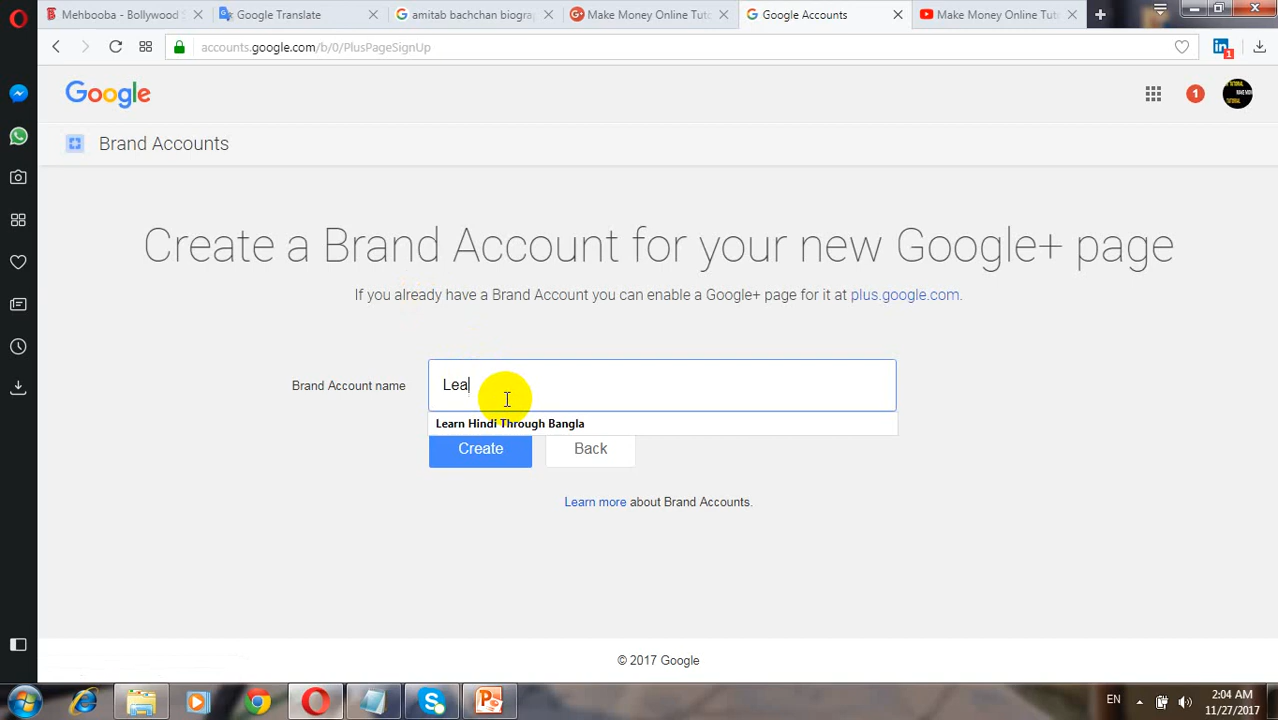 Mehbooba - Bollywood
Google Translate
amitab bachchan biogra
Make Money Online Tut
Google Accounts
Make Money Online Tut
accounts.google.com/b/0/PlusPageSignUp
1
Google
1
Brand Accounts
Create a Brand Account for your new Google+ page
If you already have a Brand Account you can enable a Google+ page for it at plus.google.com.
Brand Account name
Lea
Learn Hindi Through Bangla
Create
Back
Learn more about Brand Accounts.
© 2017 Google
EN
2:04 AM
11/27/2017